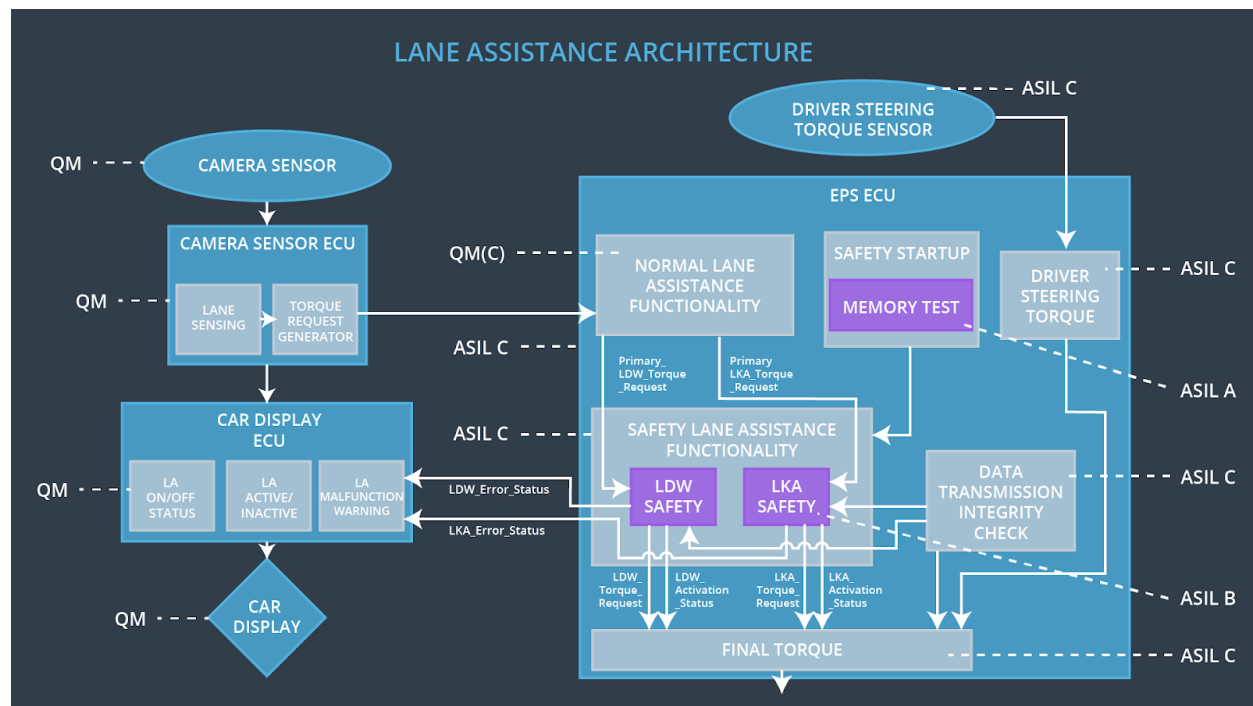 LANE ASSISTANCE ARCHITECTURE
ASIL C
DRIVER STEERING
TORQUE SENSOR
QM
CAMERA SENSOR
EPS ECU
CAMERA SENSOR ECU
QM(C)
NORMAL LANE
ASSISTANCE
FUNCTIONALITY
SAFETY STARTUP
MEMORY TEST
DRIVER
STEERING
TORQUE
ASIL C
QM
LANE
SENSING
TORQUE
REQUEST
GENERATOR
ASIL C
Primary_
LDW_Torque
_Request
Primary
LKA_Torque
_Request
ASIL A
CAR DISPLAY
ECU
ASIL C
SAFETY LANE ASSISTANCE
FUNCTIONALITY
QM
LA
ON/OFF
STATUS
LA
ACTIVE/
INACTIVE
LA
MALFUNCTION
WARNING
LDW_Error_Status
LKA_Error_Status
LDW
SAFETY
LKA
SAFETY
DATA
TRANSMISSION
INTEGRITY
CHECK
ASIL C
LDW_
Torque_
Request
LDW_
Activation
_Status
LKA_
Torque_
Request
LKA_
Activation
_Status
ASIL B
QM
CAR
DISPLAY
FINAL TORQUE
ASIL C